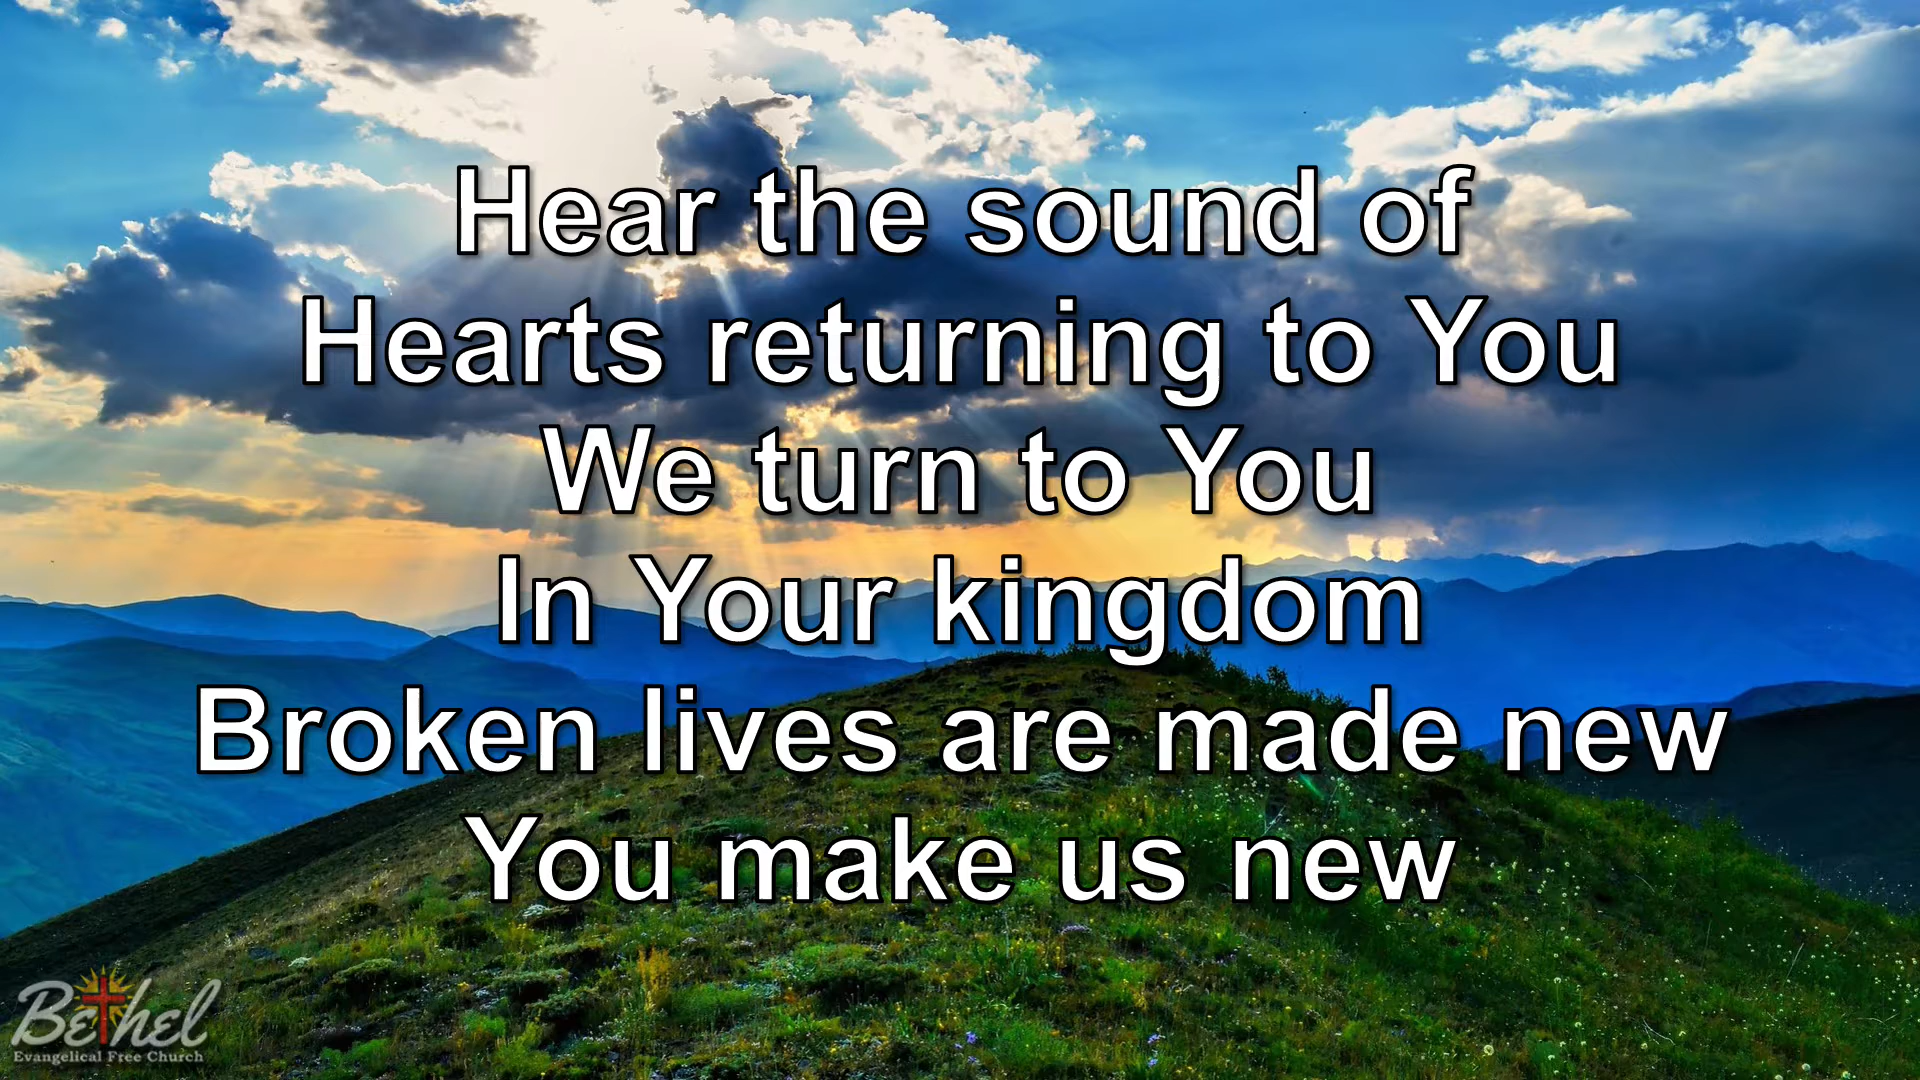 Hear the sound of
Hearts returning to You
We turn to You
In Your kingdom
Broken lives are made new
You make us new
Bethel
Evangelical Free Church